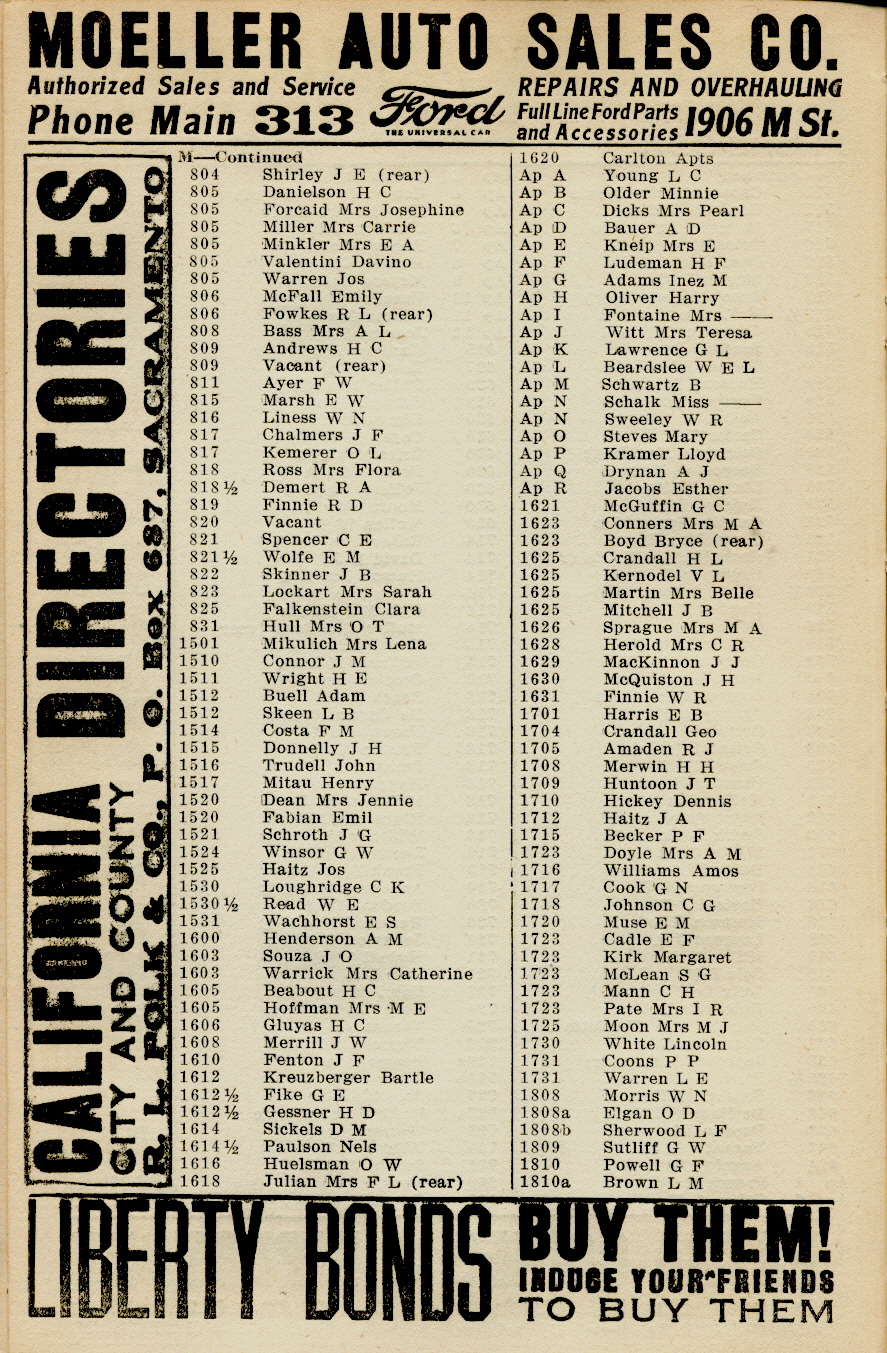 MOELLER AUTO SALES CO.
Authorized Sales and Service
Phone Main 313
Ford
THE UNIVERSAL CAR
REPAIRS AND OVERHAULING
Full Line Ford Parts
and Accessories 1906 M St.
CALIFORNIA DIRECTORIES
CITY AND COUNTY
R. L. POLK & CO., P. O. Box 687, SACRAMENTO
M—Continued
804 Shirley J E (rear)
805 Danielson H C
805 Forcaid Mrs Josephine
805 Miller Mrs Carrie
805 Minkler Mrs E A
805 Valentini Davino
805 Warren Jos
806 McFall Emily
806 Fowkes R L (rear)
808 Bass Mrs A L
809 Andrews H C
809 Vacant (rear)
811 Ayer F W
815 Marsh E W
816 Liness W N
817 Chalmers J F
817 Kemerer O L
818 Ross Mrs Flora
818½ Demert R A
819 Finnie R D
820 Vacant
821 Spencer C E
821½ Wolfe E M
822 Skinner J B
823 Lockart Mrs Sarah
825 Falkenstein Clara
831 Hull Mrs O T
1501 Mikulich Mrs Lena
1510 Connor J M
1511 Wright H E
1512 Buell Adam
1512 Skeen L B
1514 Costa F M
1515 Donnelly J H
1516 Trudell John
1517 Mitau Henry
1520 Dean Mrs Jennie
1520 Fabian Emil
1521 Schroth J G
1524 Winsor G W
1525 Haitz Jos
1530 Loughridge C K
1530½ Read W E
1531 Wachhorst E S
1600 Henderson A M
1603 Souza J O
1603 Warrick Mrs Catherine
1605 Beabout H C
1605 Hoffman Mrs M E
1606 Gluyas H C
1608 Merrill J W
1610 Fenton J F
1612 Kreuzberger Bartle
1612½ Fike G E
1612½ Gessner H D
1614 Sickels D M
1614½ Paulson Nels
1616 Huelsman O W
1618 Julian Mrs F L (rear)
1620 Carlton Apts
Ap A Young L C
Ap B Older Minnie
Ap C Dicks Mrs Pearl
Ap D Bauer A D
Ap E Kneip Mrs E
Ap F Ludeman H F
Ap G Adams Inez M
Ap H Oliver Harry
Ap I Fontaine Mrs ——
Ap J Witt Mrs Teresa
Ap K Lawrence G L
Ap L Beardslee W E L
Ap M Schwartz B
Ap N Schalk Miss ——
Ap N Sweeley W R
Ap O Steves Mary
Ap P Kramer Lloyd
Ap Q Drynan A J
Ap R Jacobs Esther
1621 McGuffin G C
1623 Conners Mrs M A
1623 Boyd Bryce (rear)
1625 Crandall H L
1625 Kernodel V L
1625 Martin Mrs Belle
1625 Mitchell J B
1626 Sprague Mrs M A
1628 Herold Mrs C R
1629 MacKinnon J J
1630 McQuiston J H
1631 Finnie W R
1701 Harris E B
1704 Crandall Geo
1705 Amaden R J
1708 Merwin H H
1709 Huntoon J T
1710 Hickey Dennis
1712 Haitz J A
1715 Becker P F
1723 Doyle Mrs A M
1716 Williams Amos
1717 Cook G N
1718 Johnson C G
1720 Muse E M
1723 Cadle E F
1723 Kirk Margaret
1723 McLean S G
1723 Mann C H
1723 Pate Mrs I R
1725 Moon Mrs M J
1730 White Lincoln
1731 Coons P P
1731 Warren L E
1808 Morris W N
1808a Elgan O D
1808b Sherwood L F
1809 Sutliff G W
1810 Powell G F
1810a Brown L M
LIBERTY BONDS
BUY THEM!
INDUCE YOUR FRIENDS
TO BUY THEM